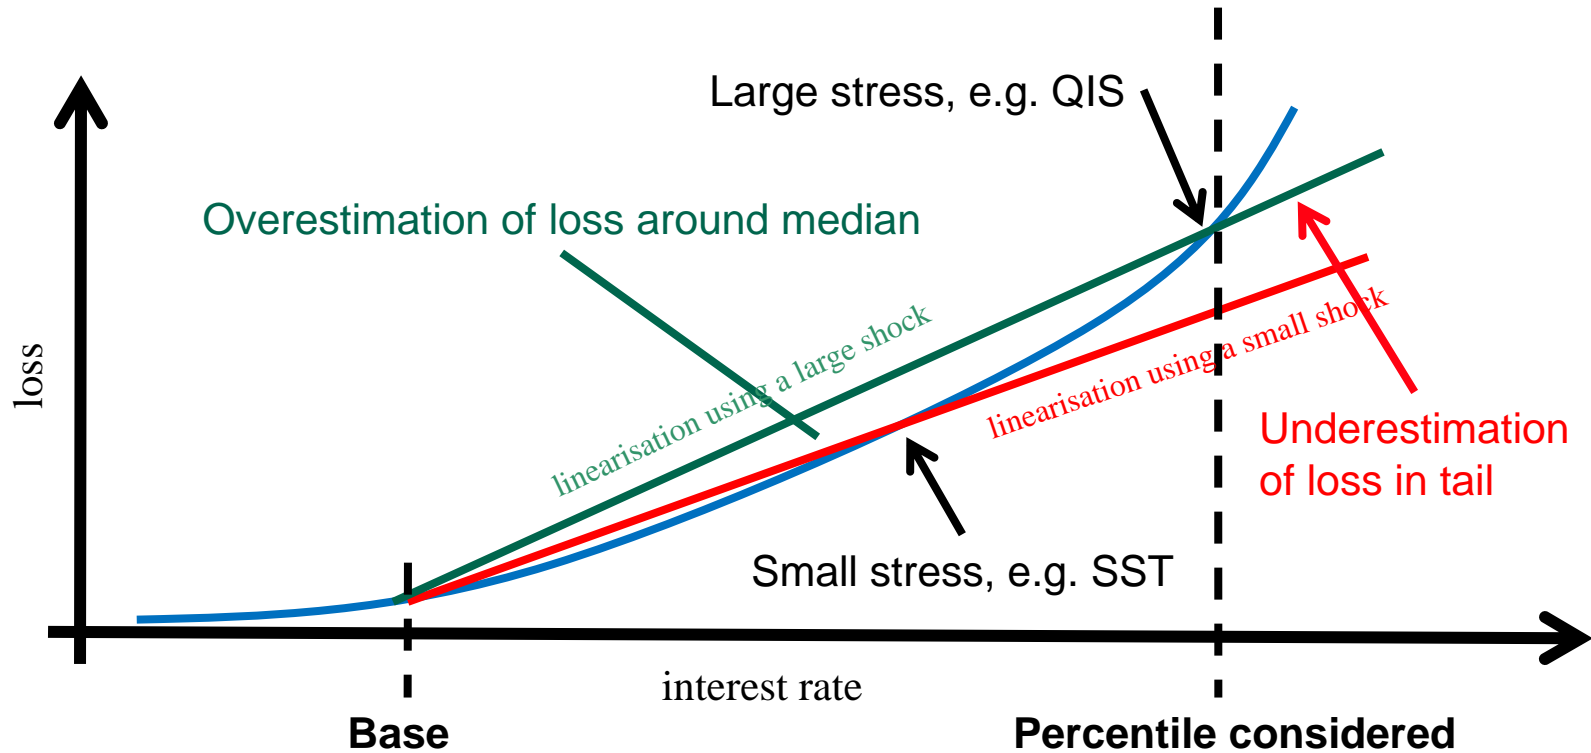 Large stress, e.g. QIS
Overestimation of loss around median
loss
linearisation using a large shock
linearisation using a small shock
Underestimation
of loss in tail
Small stress, e.g. SST
interest rate
Base
Percentile considered